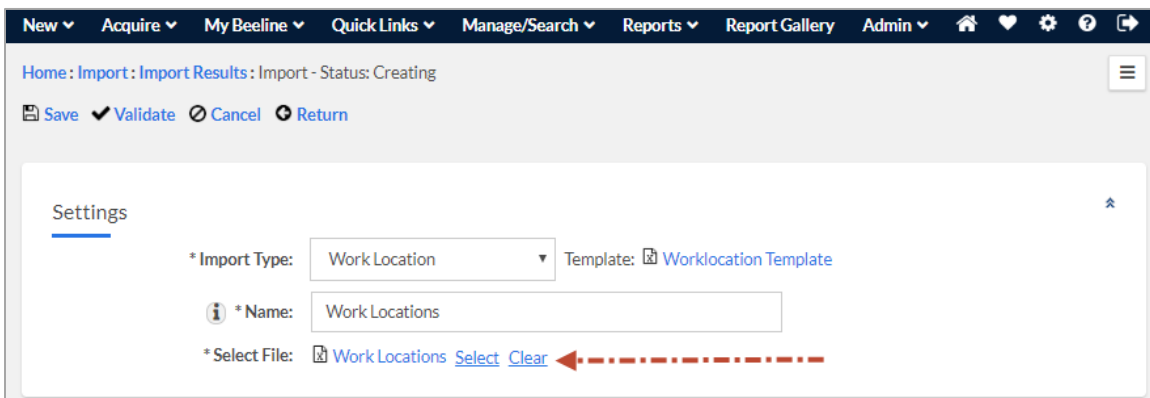 New Acquire My Beeline Quick Links Manage/Search Reports Report Gallery Admin
Home : Import : Import Results : Import - Status: Creating
Save Validate Cancel Return
Settings
* Import Type: Work Location Template: Worklocation Template
* Name: Work Locations
* Select File: Work Locations Select Clear